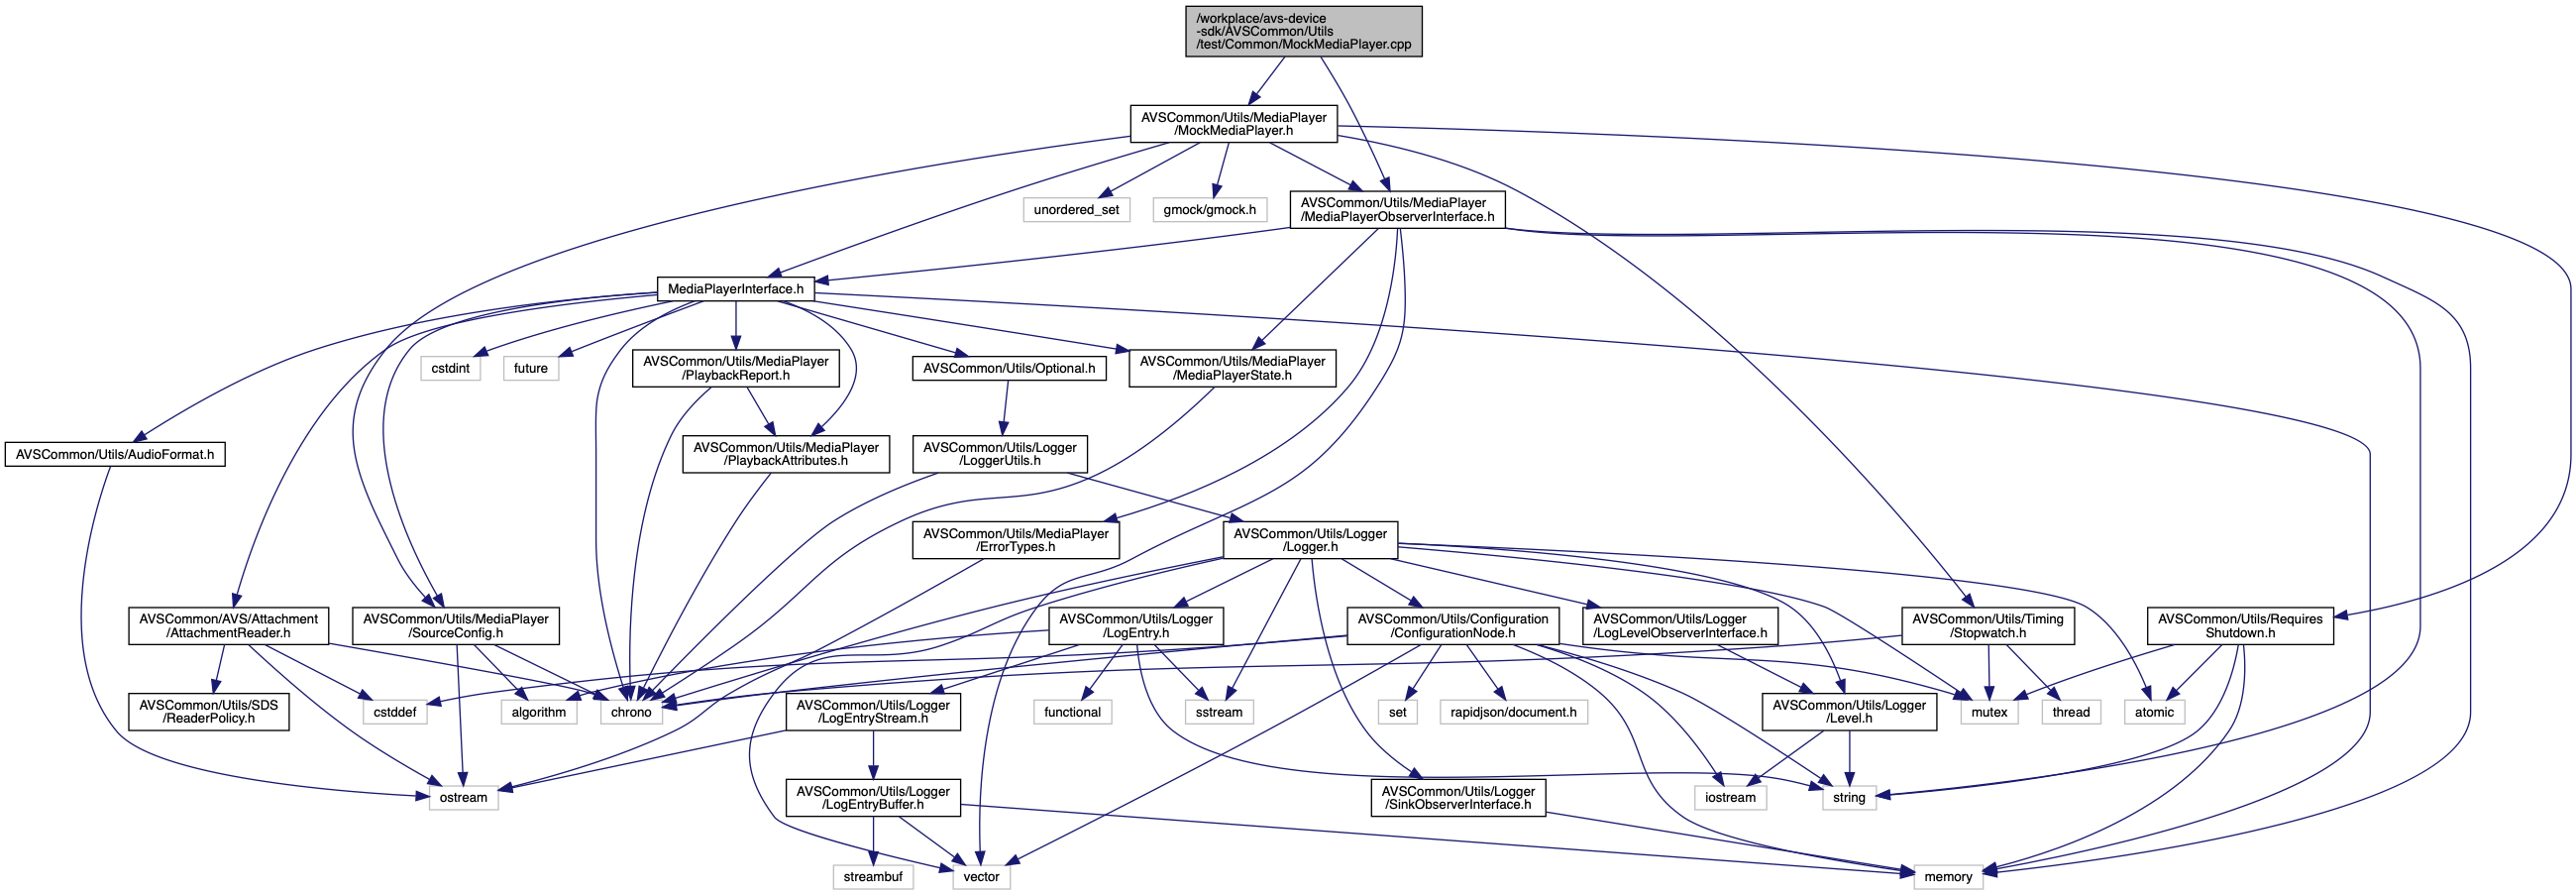 /workplace/avs-device
-sdk/AVSCommon/Utils
/test/Common/MockMediaPlayer.cpp
AVSCommon/Utils/MediaPlayer
/MockMediaPlayer.h
unordered_set
gmock/gmock.h
AVSCommon/Utils/MediaPlayer
/MediaPlayerObserverInterface.h
MediaPlayerInterface.h
cstdint
future
AVSCommon/Utils/MediaPlayer
/PlaybackReport.h
AVSCommon/Utils/Optional.h
AVSCommon/Utils/MediaPlayer
/MediaPlayerState.h
AVSCommon/Utils/AudioFormat.h
AVSCommon/Utils/MediaPlayer
/PlaybackAttributes.h
AVSCommon/Utils/Logger
/LoggerUtils.h
AVSCommon/Utils/MediaPlayer
/ErrorTypes.h
AVSCommon/Utils/Logger
/Logger.h
AVSCommon/AVS/Attachment
/AttachmentReader.h
AVSCommon/Utils/MediaPlayer
/SourceConfig.h
AVSCommon/Utils/Logger
/LogEntry.h
AVSCommon/Utils/Configuration
/ConfigurationNode.h
AVSCommon/Utils/Logger
/LogLevelObserverInterface.h
AVSCommon/Utils/Timing
/Stopwatch.h
AVSCommon/Utils/Requires
Shutdown.h
AVSCommon/Utils/SDS
/ReaderPolicy.h
cstddef
algorithm
chrono
AVSCommon/Utils/Logger
/LogEntryStream.h
functional
sstream
set
rapidjson/document.h
AVSCommon/Utils/Logger
/Level.h
mutex
thread
atomic
ostream
AVSCommon/Utils/Logger
/LogEntryBuffer.h
AVSCommon/Utils/Logger
/SinkObserverInterface.h
iostream
string
streambuf
vector
memory